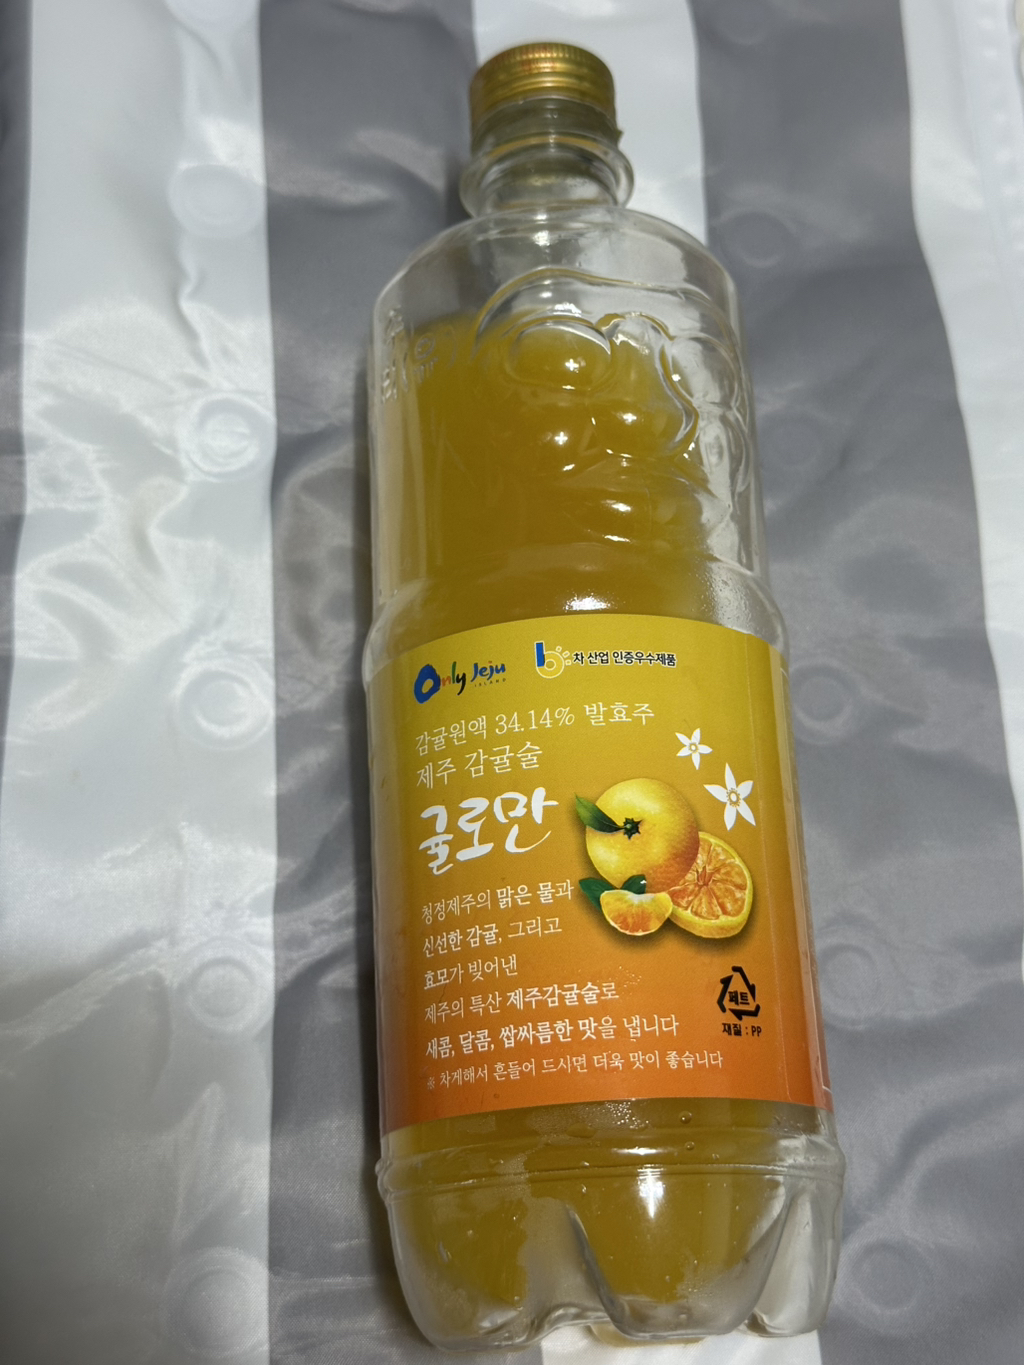 Only Jeju
ISLAND
b차 산업 인증우수제품
감귤원액 34.14% 발효주
제주 감귤술
귤로만
청정제주의 맑은 물과
신선한 감귤, 그리고
효모가 빚어낸
제주의 특산 제주감귤술로
새콤, 달콤, 쌉싸름한 맛을 냅니다
※ 차게해서 흔들어 드시면 더욱 맛이 좋습니다
페트
재질 : PP